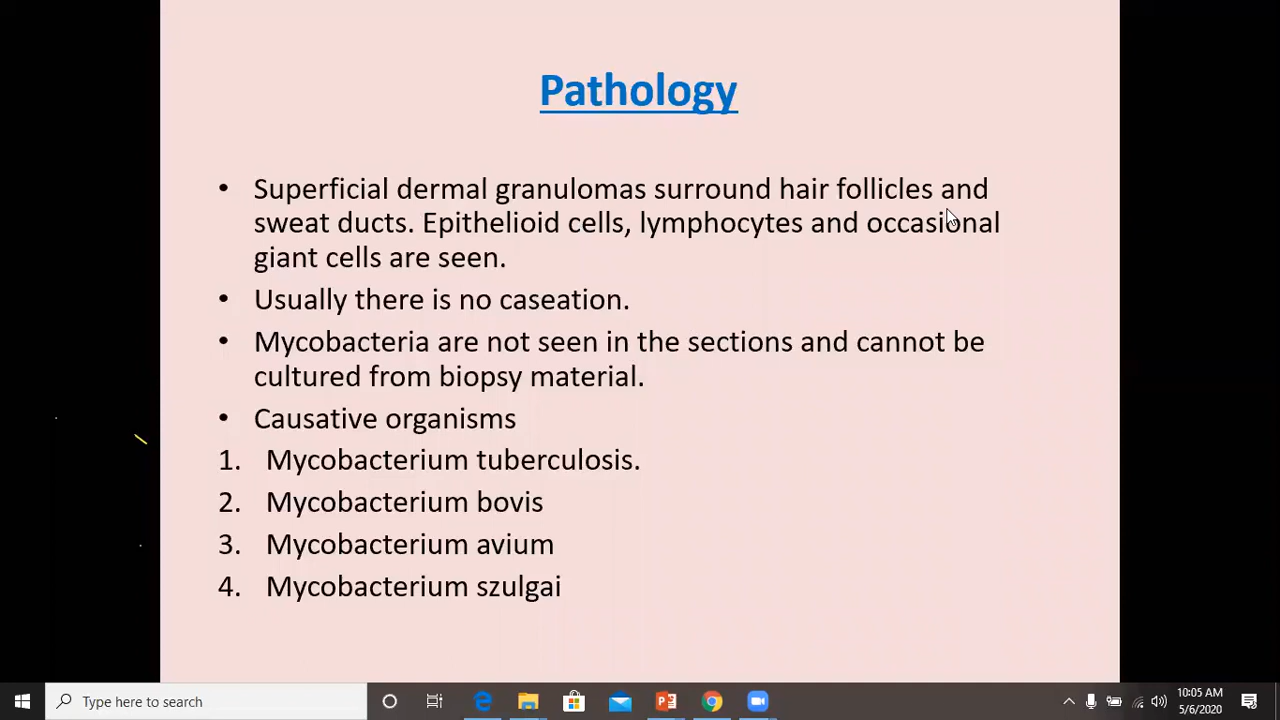 Pathology
• Superficial dermal granulomas surround hair follicles and
sweat ducts. Epithelioid cells, lymphocytes and occasional
giant cells are seen.
• Usually there is no caseation.
• Mycobacteria are not seen in the sections and cannot be
cultured from biopsy material.
• Causative organisms
1. Mycobacterium tuberculosis.
2. Mycobacterium bovis
3. Mycobacterium avium
4. Mycobacterium szulgai
Type here to search
10:05 AM
5/6/2020